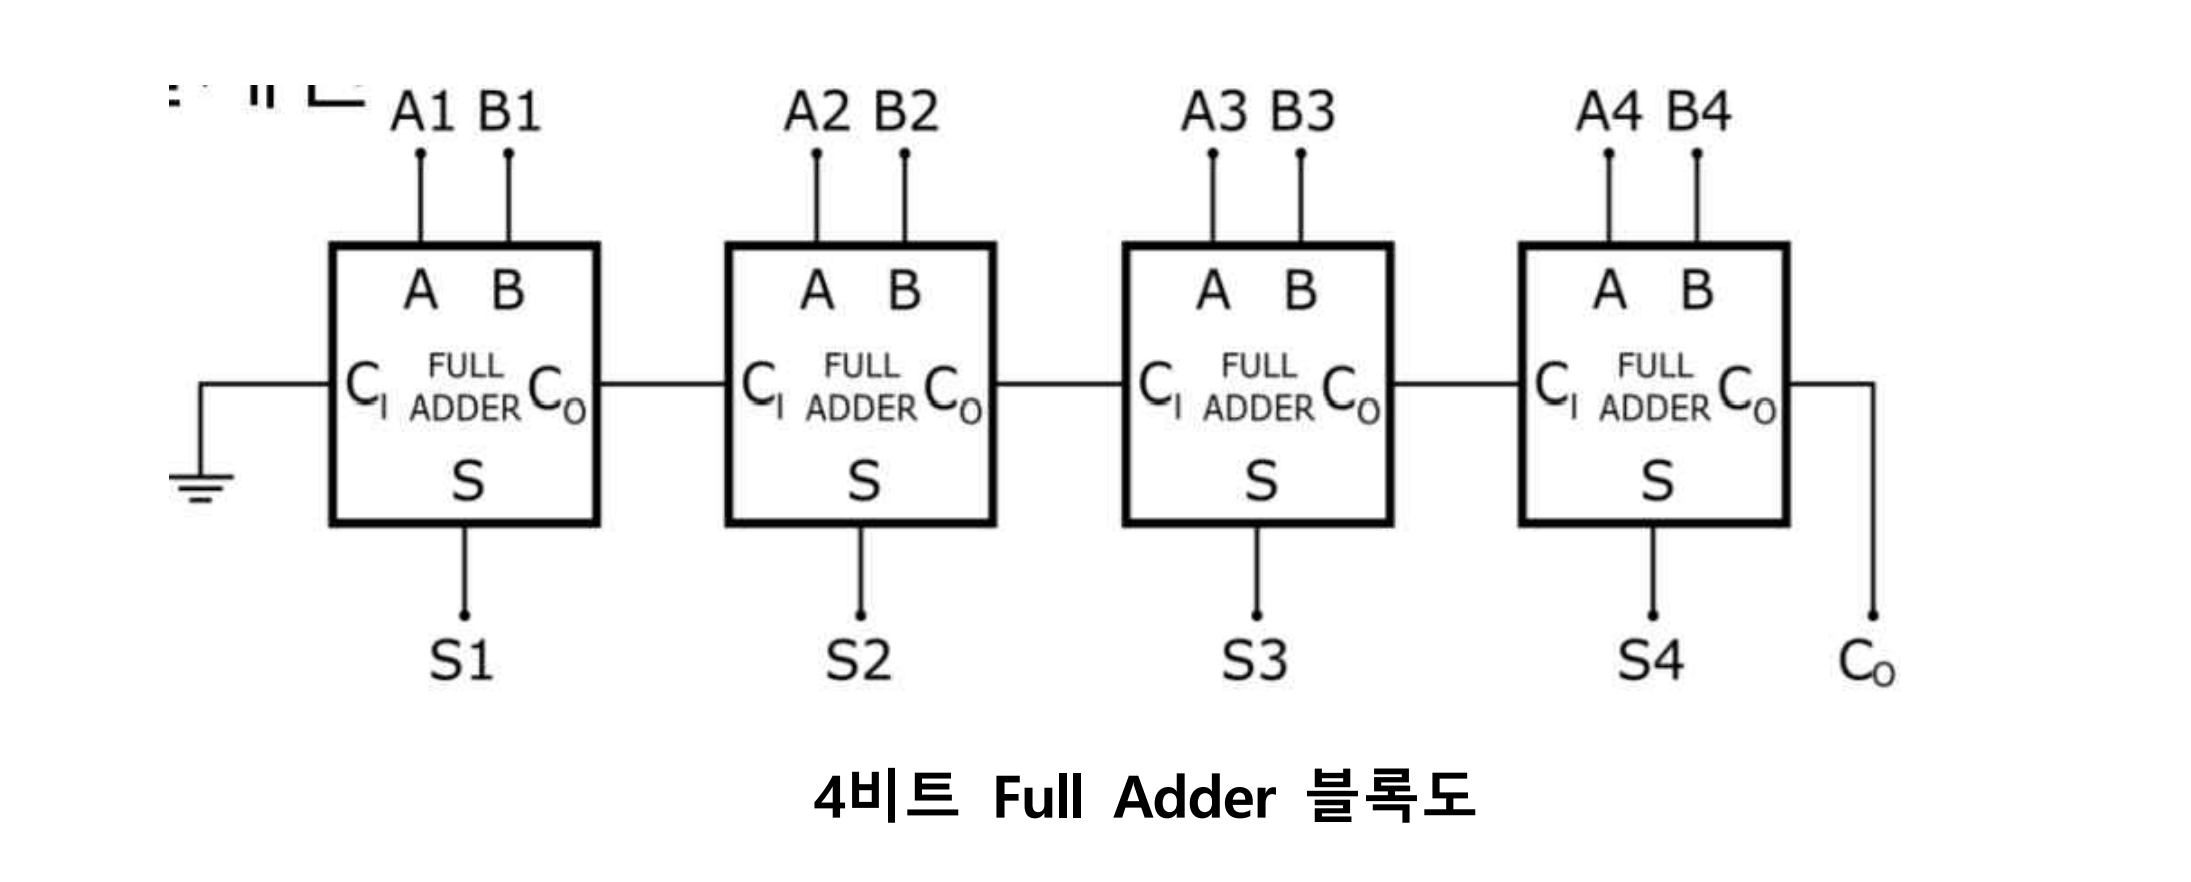 A1 B1 A2 B2 A3 B3 A4 B4
A B A B A B A B
C_I FULL ADDER C_O C_I FULL ADDER C_O C_I FULL ADDER C_O C_I FULL ADDER C_O
S S S S
S1 S2 S3 S4 C_O
4비트 Full Adder 블록도